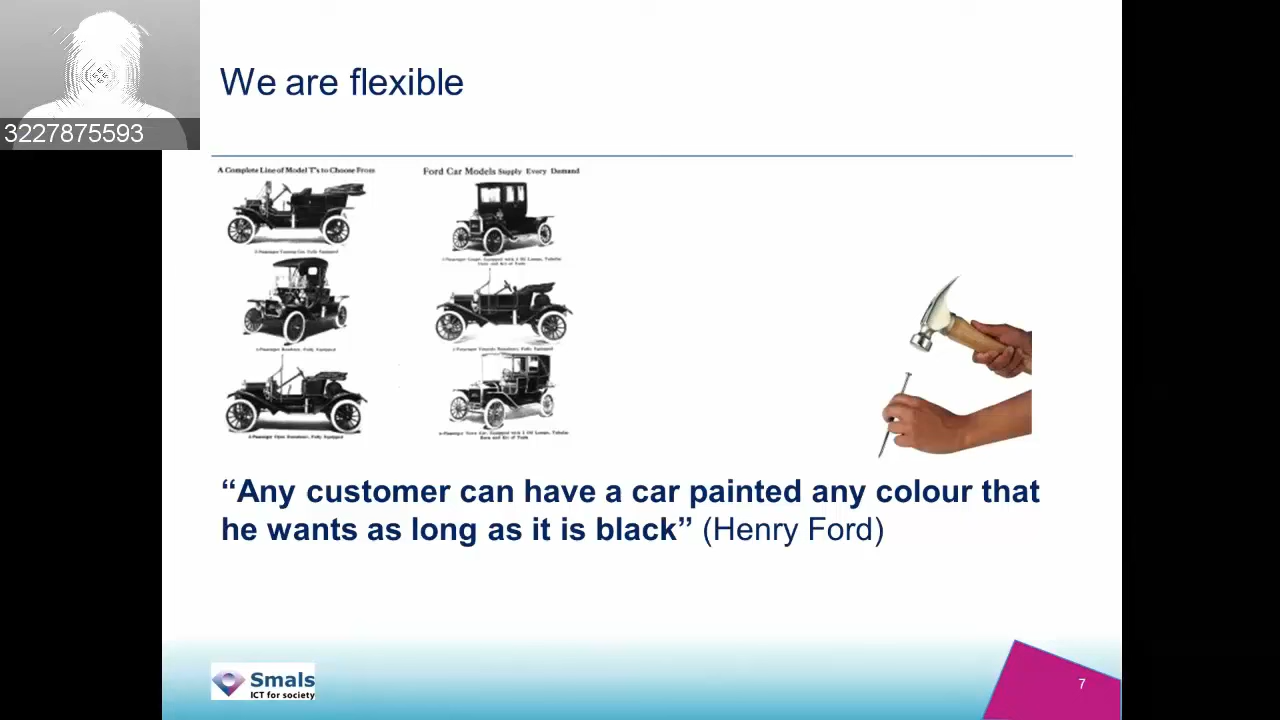 3227875593
We are flexible
A Complete Line of Model T's to Choose From
Ford Car Models Supply Every Demand
“Any customer can have a car painted any colour that
he wants as long as it is black” (Henry Ford)
Smals
ICT for society
7